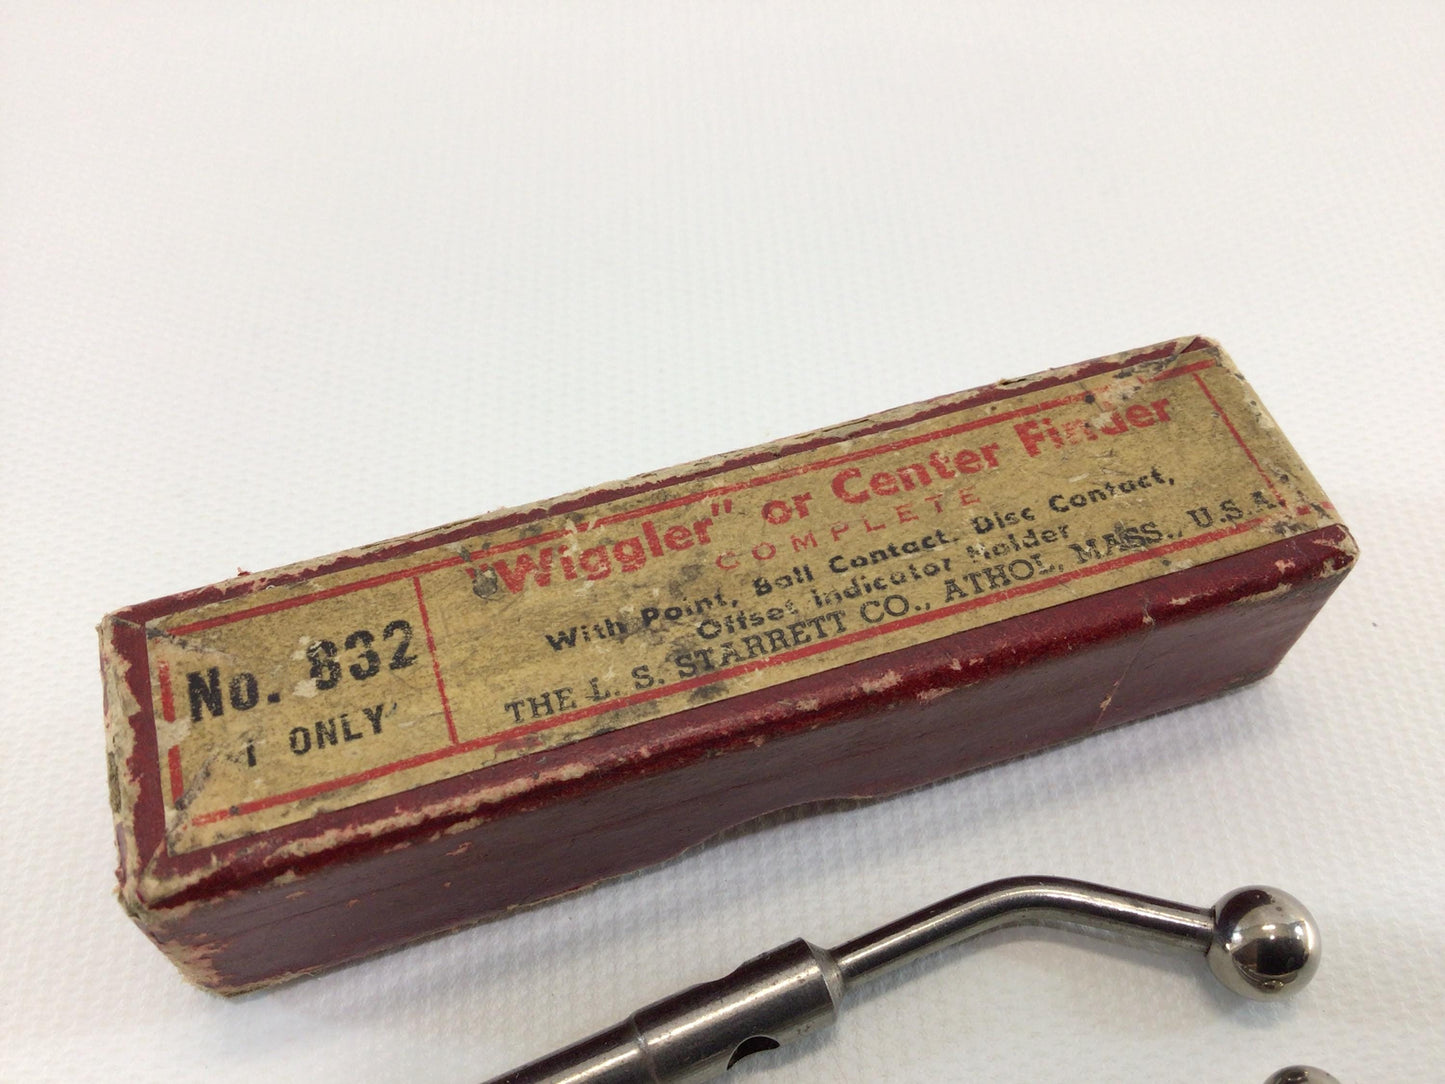 No. 832
1 ONLY
"Wiggler" or Center Finder
COMPLETE
With Point, Ball Contact, Disc Contact,
Offset Indicator Holder
THE L. S. STARRETT CO., ATHOL, MASS., U.S.A.